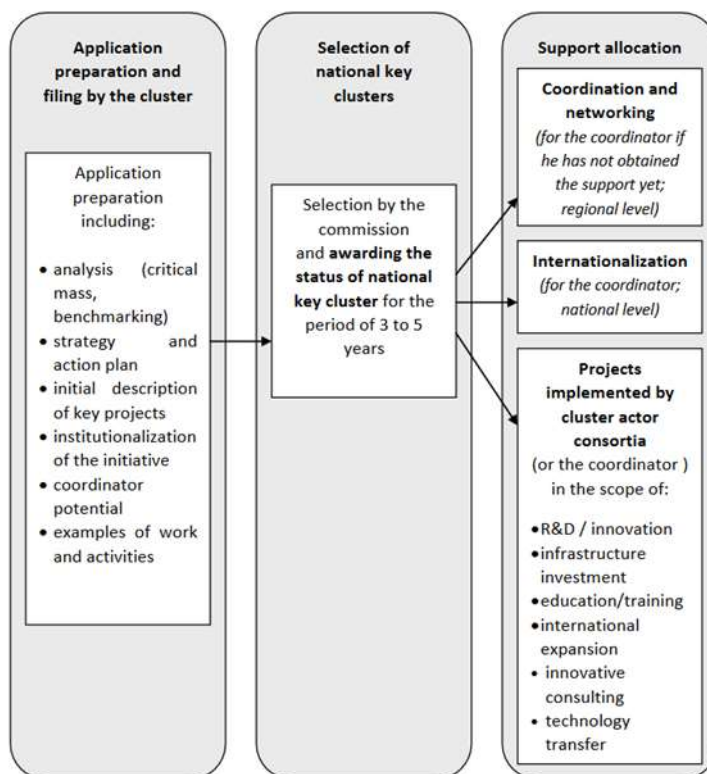 Application
preparation and
filing by the cluster
Application
preparation
including:
• analysis (critical
mass,
benchmarking)
• strategy and
action plan
• initial description
of key projects
• institutionalization
of the initiative
• coordinator
potential
• examples of work
and activities
Selection of
national key
clusters
Selection by the
commission
and awarding the
status of national
key cluster for the
period of 3 to 5
years
Support allocation
Coordination and
networking
(for the coordinator if
he has not obtained
the support yet;
regional level)
Internationalization
(for the coordinator;
national level)
Projects
implemented by
cluster actor
consortia
(or the coordinator )
in the scope of:
•R&D / innovation
•infrastructure
investment
•education/training
•international
expansion
• innovative
consulting
• technology
transfer